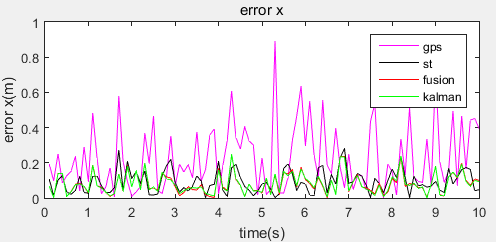 error x
error x(m)
1
0.8
0.6
0.4
0.2
0
gps
st
fusion
kalman
0 1 2 3 4 5 6 7 8 9 10
time(s)